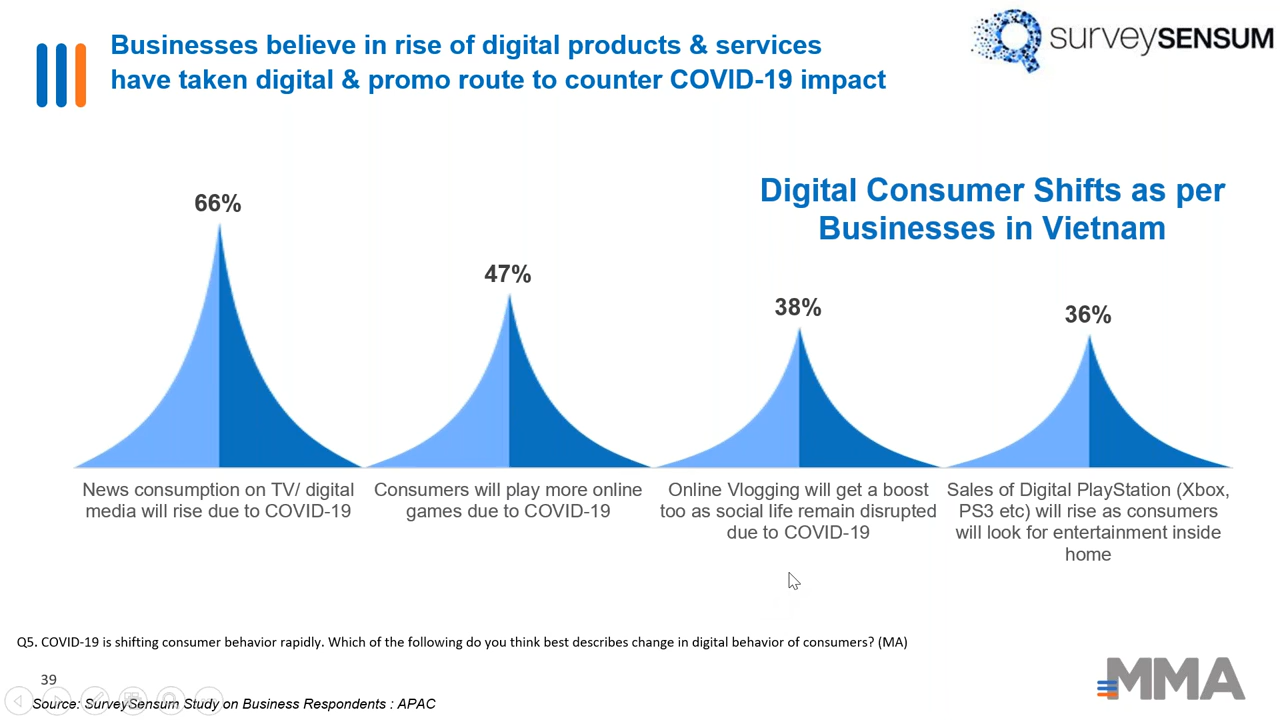 Businesses believe in rise of digital products & services
have taken digital & promo route to counter COVID-19 impact
surveySENSUM
Digital Consumer Shifts as per
Businesses in Vietnam
66%
47%
38%
36%
News consumption on TV/ digital
media will rise due to COVID-19
Consumers will play more online
games due to COVID-19
Online Vlogging will get a boost
too as social life remain disrupted
due to COVID-19
Sales of Digital PlayStation (Xbox,
PS3 etc) will rise as consumers
will look for entertainment inside
home
Q5. COVID-19 is shifting consumer behavior rapidly. Which of the following do you think best describes change in digital behavior of consumers? (MA)
39
Source: SurveySensum Study on Business Respondents : APAC
MMA